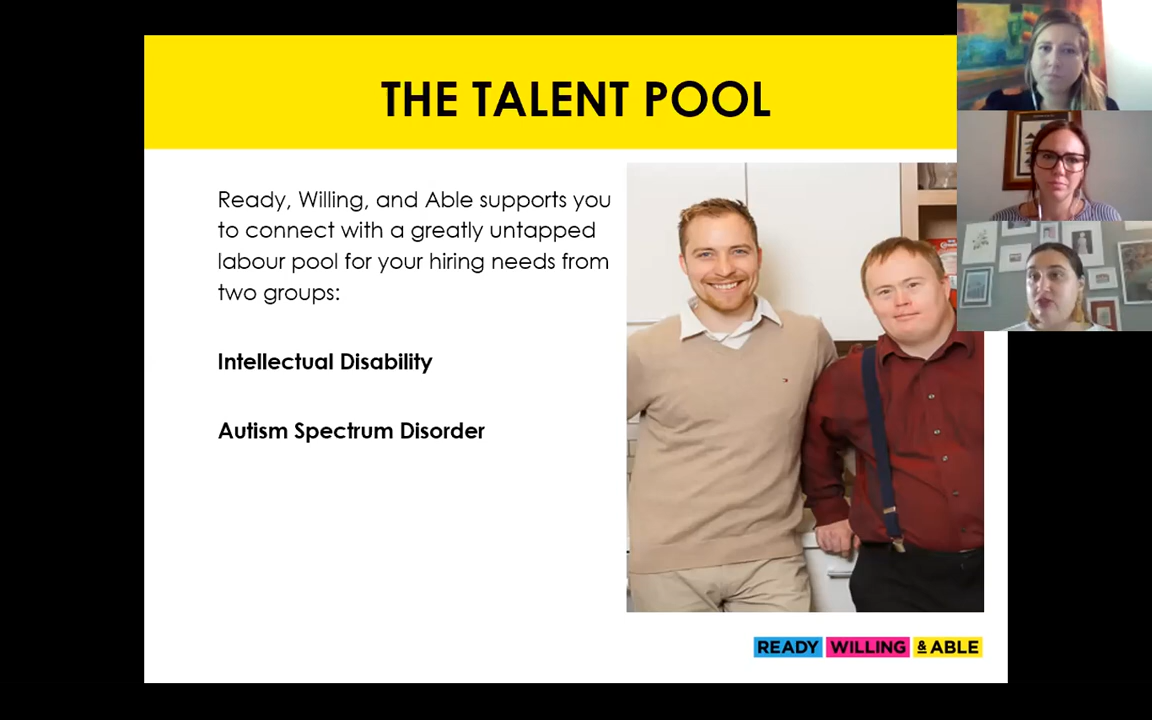 THE TALENT POOL
Ready, Willing, and Able supports you
to connect with a greatly untapped
labour pool for your hiring needs from
two groups:
Intellectual Disability
Autism Spectrum Disorder
READY WILLING & ABLE